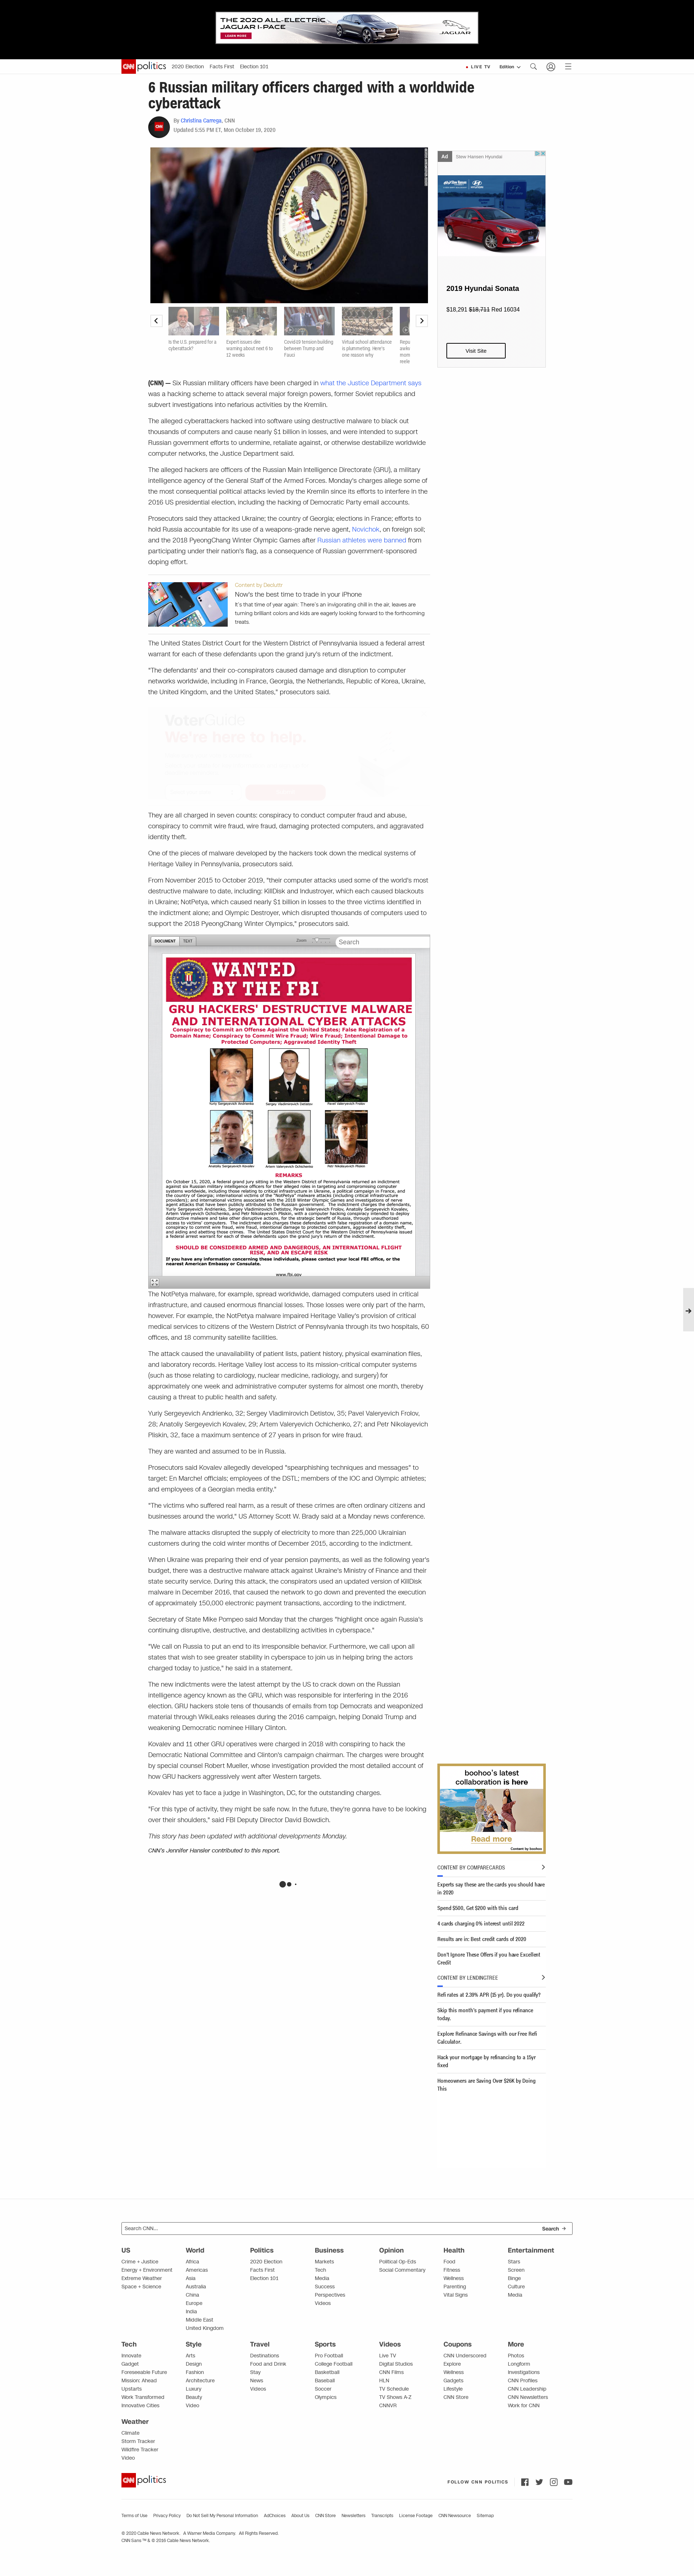 THE 2020 ALL-ELECTRIC
JAGUAR I-PACE
LEARN MORE
JAGUAR
CNN politics
2020 Election
Facts First
Election 101
LIVE TV
Edition
6 Russian military officers charged with a worldwide
cyberattack
By Christina Carrega, CNN
Updated 5:55 PM ET, Mon October 19, 2020
Ad
Steve Hansen Hyundai
2019 Hyundai Sonata
$18,291 $18,711 Red 16034
Visit Site
Is the U.S. prepared for a
cyberattack?
Expert issues dire
warning about next 6 to
12 weeks
Covid19 tension building
between Trump and
Fauci
Virtual school attendance
is plummeting. Here's
one reason why
(CNN) — Six Russian military officers have been charged in what the Justice Department says
was a hacking scheme to attack several major foreign powers, former Soviet republics and
subvert investigations into nefarious activities by the Kremlin.
The alleged cyberattackers hacked into software using destructive malware to black out
thousands of computers and cause nearly $1 billion in losses, and were intended to support
Russian government efforts to undermine, retaliate against, or otherwise destabilize worldwide
computer networks, the Justice Department said.
The alleged hackers are officers of the Russian Main Intelligence Directorate (GRU), a military
intelligence agency of the General Staff of the Armed Forces. Monday's charges allege some of
the most consequential political attacks levied by the Kremlin since its efforts to interfere in the
2016 US presidential election, including the hacking of Democratic Party email accounts.
Prosecutors said they attacked Ukraine; the country of Georgia; elections in France; efforts to
hold Russia accountable for its use of a weapons-grade nerve agent, Novichok, on foreign soil;
and the 2018 PyeongChang Winter Olympic Games after Russian athletes were banned from
participating under their nation's flag, as a consequence of Russian government-sponsored
doping effort.
Content by Decluttr
Now's the best time to trade in your iPhone
It's that time of year again: There's an invigorating chill in the air, leaves are
turning brilliant colors and kids are eagerly looking forward to the forthcoming
treats.
The United States District Court for the Western District of Pennsylvania issued a federal arrest
warrant for each of these defendants upon the grand jury's return of the indictment.
"The defendants' and their co-conspirators caused damage and disruption to computer
networks worldwide, including in France, Georgia, the Netherlands, Republic of Korea, Ukraine,
the United Kingdom, and the United States," prosecutors said.
VoterGuide
We're here to help.
They are all charged in seven counts: conspiracy to conduct computer fraud and abuse,
conspiracy to commit wire fraud, wire fraud, damaging protected computers, and aggravated
identity theft.
One of the pieces of malware developed by the hackers took down the medical systems of
Heritage Valley in Pennsylvania, prosecutors said.
From November 2015 to October 2019, "their computer attacks used some of the world's most
destructive malware to date, including: KillDisk and Industroyer, which each caused blackouts
in Ukraine; NotPetya, which caused nearly $1 billion in losses to the three victims identified in
the indictment alone; and Olympic Destroyer, which disrupted thousands of computers used to
support the 2018 PyeongChang Winter Olympics," prosecutors said.
DOCUMENT
TEXT
Zoom
Search
WANTED
BY THE FBI
GRU HACKERS' DESTRUCTIVE MALWARE
AND INTERNATIONAL CYBER ATTACKS
Conspiracy to Commit an Offense Against the United States; False Registration of a
Domain Name; Conspiracy to Commit Wire Fraud; Wire Fraud; Intentional Damage to
Protected Computers; Aggravated Identity Theft
Yuriy Sergeyevich Andrienko
Sergey Vladimirovich Detistov
Pavel Valeryevich Frolov
Anatoliy Sergeyevich Kovalev
Artem Valeryevich Ochichenko
Petr Nikolayevich Pliskin
REMARKS
SHOULD BE CONSIDERED ARMED AND DANGEROUS, AN INTERNATIONAL FLIGHT
RISK, AND AN ESCAPE RISK
If you have any information concerning these individuals, please contact your local FBI office, or the
nearest American Embassy or Consulate.
www.fbi.gov
The NotPetya malware, for example, spread worldwide, damaged computers used in critical
infrastructure, and caused enormous financial losses. Those losses were only part of the harm,
however. For example, the NotPetya malware impaired Heritage Valley's provision of critical
medical services to citizens of the Western District of Pennsylvania through its two hospitals, 60
offices, and 18 community satellite facilities.
The attack caused the unavailability of patient lists, patient history, physical examination files,
and laboratory records. Heritage Valley lost access to its mission-critical computer systems
(such as those relating to cardiology, nuclear medicine, radiology, and surgery) for
approximately one week and administrative computer systems for almost one month, thereby
causing a threat to public health and safety.
Yuriy Sergeyevich Andrienko, 32; Sergey Vladimirovich Detistov, 35; Pavel Valeryevich Frolov,
28; Anatoliy Sergeyevich Kovalev, 29; Artem Valeryevich Ochichenko, 27; and Petr Nikolayevich
Pliskin, 32, face a maximum sentence of 27 years in prison for wire fraud.
They are wanted and assumed to be in Russia.
Prosecutors said Kovalev allegedly developed "spearphishing techniques and messages" to
target: En Marche! officials; employees of the DSTL; members of the IOC and Olympic athletes;
and employees of a Georgian media entity."
"The victims who suffered real harm, as a result of these crimes are often ordinary citizens and
businesses around the world," US Attorney Scott W. Brady said at a Monday news conference.
The malware attacks disrupted the supply of electricity to more than 225,000 Ukrainian
customers during the cold winter months of December 2015, according to the indictment.
When Ukraine was preparing their end of year pension payments, as well as the following year's
budget, there was a destructive malware attack against Ukraine's Ministry of Finance and their
state security service. During this attack, the conspirators used an updated version of KillDisk
malware in December 2016, that caused the network to go down and prevented the execution
of approximately 150,000 electronic payment transactions, according to the indictment.
Secretary of State Mike Pompeo said Monday that the charges "highlight once again Russia's
continuing disruptive, destructive, and destabilizing activities in cyberspace."
"We call on Russia to put an end to its irresponsible behavior. Furthermore, we call upon all
states that wish to see greater stability in cyberspace to join us in helping bring the actors
charged today to justice," he said in a statement.
The new indictments were the latest attempt by the US to crack down on the Russian
intelligence agency known as the GRU, which was responsible for interfering in the 2016
election. GRU hackers stole tens of thousands of emails from top Democrats and weaponized
material through WikiLeaks releases during the 2016 campaign, helping Donald Trump and
weakening Democratic nominee Hillary Clinton.
Kovalev and 11 other GRU operatives were charged in 2018 with conspiring to hack the
Democratic National Committee and Clinton's campaign chairman. The charges were brought
by special counsel Robert Mueller, whose investigation provided the most detailed account of
how GRU hackers aggressively went after Western targets.
Kovalev has yet to face a judge in Washington, DC, for the outstanding charges.
"For this type of activity, they might be safe now. In the future, they're gonna have to be looking
over their shoulders," said FBI Deputy Director David Bowdich.
This story has been updated with additional developments Monday.
CNN's Jennifer Hansler contributed to this report.
boohoo's latest
collaboration is here
Read more
Content by boohoo
CONTENT BY COMPARECARDS
Experts say these are the cards you should have
in 2020
Spend $500, Get $200 with this card
4 cards charging 0% interest until 2022
Results are in: Best credit cards of 2020
Don't Ignore These Offers if you have Excellent
Credit
CONTENT BY LENDINGTREE
Refi rates at 2.39% APR (15 yr). Do you qualify?
Skip this month's payment if you refinance
today.
Explore Refinance Savings with our Free Refi
Calculator.
Hack your mortgage by refinancing to a 15yr
fixed
Homeowners are Saving Over $26K by Doing
This
Search CNN...
Search
US
Crime + Justice
Energy + Environment
Extreme Weather
Space + Science
World
Africa
Americas
Asia
Australia
China
Europe
India
Middle East
United Kingdom
Politics
2020 Election
Facts First
Election 101
Business
Markets
Tech
Media
Success
Perspectives
Videos
Opinion
Political Op-Eds
Social Commentary
Health
Food
Fitness
Wellness
Parenting
Vital Signs
Entertainment
Stars
Screen
Binge
Culture
Media
Tech
Innovate
Gadget
Foreseeable Future
Mission: Ahead
Upstarts
Work Transformed
Innovative Cities
Style
Arts
Design
Fashion
Architecture
Luxury
Beauty
Video
Travel
Destinations
Food and Drink
Stay
News
Videos
Sports
Pro Football
College Football
Basketball
Baseball
Soccer
Olympics
Videos
Live TV
Digital Studios
CNN Films
HLN
TV Schedule
TV Shows A-Z
CNNVR
Coupons
CNN Underscored
Explore
Wellness
Gadgets
Lifestyle
CNN Store
More
Photos
Longform
Investigations
CNN Profiles
CNN Leadership
CNN Newsletters
Work for CNN
Weather
Climate
Storm Tracker
Wildfire Tracker
Video
CNN politics
FOLLOW CNN POLITICS
Terms of Use
Privacy Policy
Do Not Sell My Personal Information
AdChoices
About Us
CNN Store
Newsletters
Transcripts
License Footage
CNN Newsource
Sitemap
© 2020 Cable News Network. A Warner Media Company. All Rights Reserved.
CNN Sans ™ & © 2016 Cable News Network.